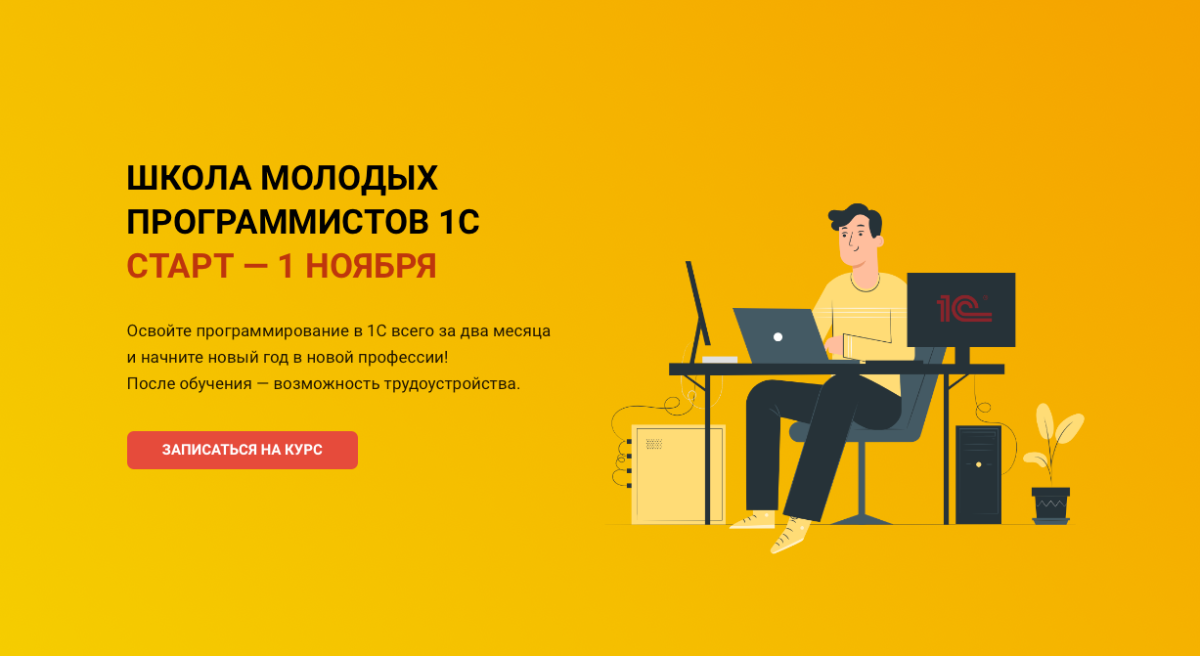 ШКОЛА МОЛОДЫХ
ПРОГРАММИСТОВ 1С
СТАРТ — 1 НОЯБРЯ
Освойте программирование в 1С всего за два месяца
и начните новый год в новой профессии!
После обучения — возможность трудоустройства.
ЗАПИСАТЬСЯ НА КУРС
1С